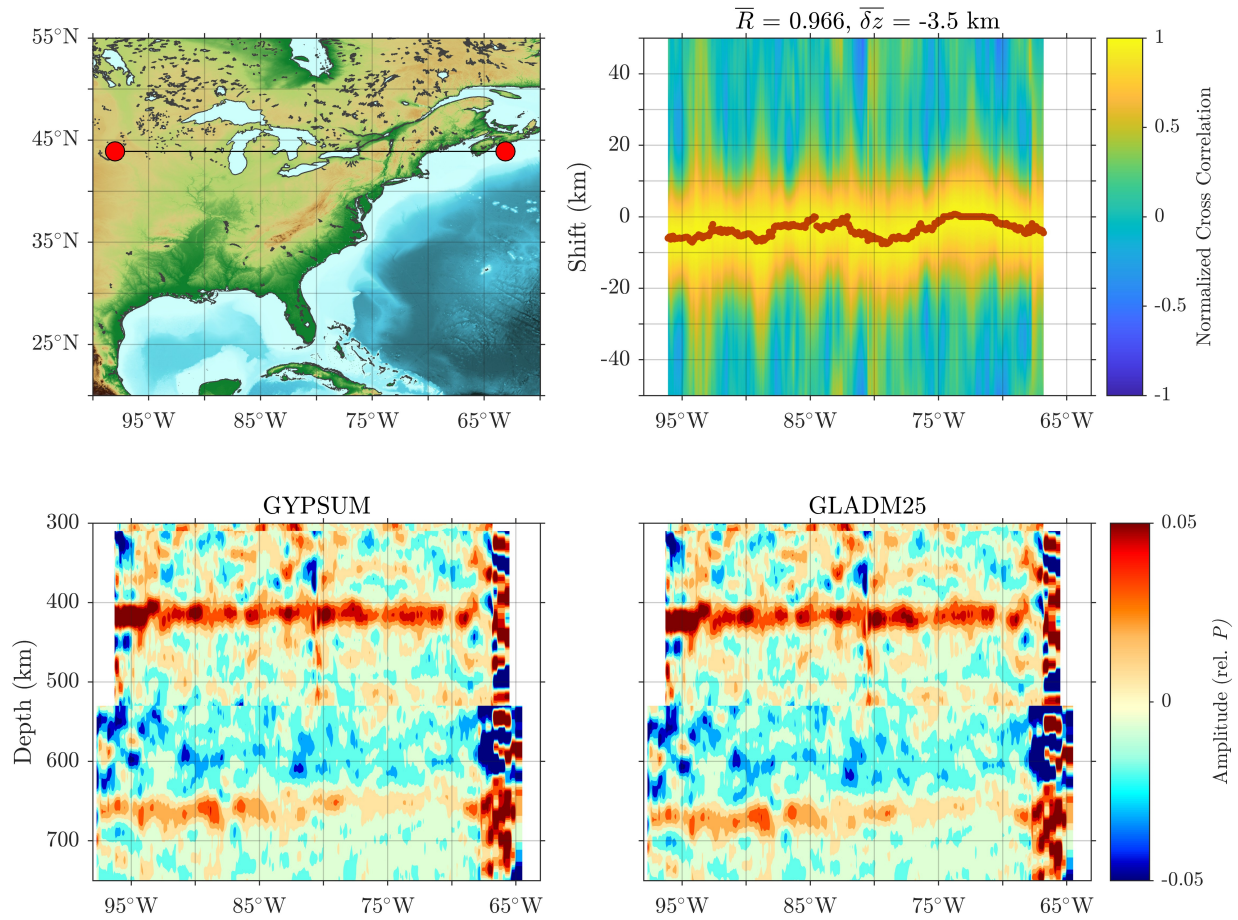 R = 0.966, δz = -3.5 km
55°N
45°N
35°N
25°N
95°W
85°W
75°W
65°W
Shift (km)
40
20
0
-20
-40
95°W
85°W
75°W
65°W
1
0.5
0
-0.5
-1
Normalized Cross Correlation
GYPSUM
Depth (km)
300
400
500
600
700
95°W
85°W
75°W
65°W
GLADM25
95°W
85°W
75°W
65°W
0.05
0
-0.05
Amplitude (rel. P)